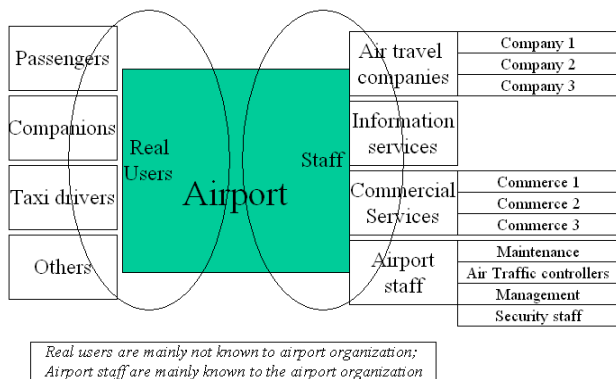 Passengers
Companions
Taxi drivers
Others
Real
Users
Airport
Staff
Air travel
companies
Company 1
Company 2
Company 3
Information
services
Commercial
Services
Commerce 1
Commerce 2
Commerce 3
Airport
staff
Maintenance
Air Traffic controllers
Management
Security staff
Real users are mainly not known to airport organization;
Airport staff are mainly known to the airport organization